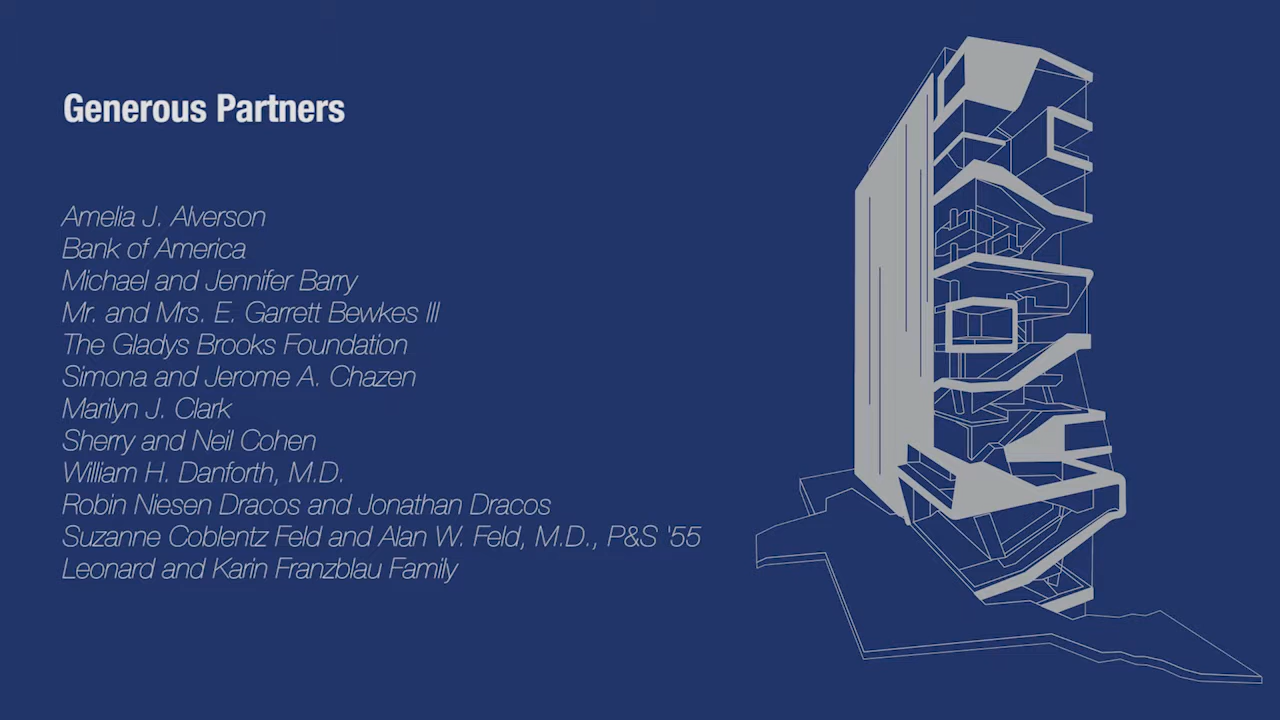 Generous Partners
Amelia J. Alverson
Bank of America
Michael and Jennifer Barry
Mr. and Mrs. E. Garrett Bewkes III
The Gladys Brooks Foundation
Simona and Jerome A. Chazen
Marilyn J. Clark
Sherry and Neil Cohen
William H. Danforth, M.D.
Robin Niesen Dracos and Jonathan Dracos
Suzanne Coblentz Feld and Alan W. Feld, M.D., P&S '55
Leonard and Karin Franzblau Family